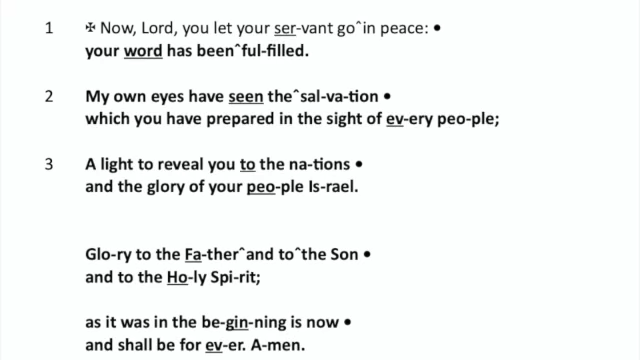 1 ✠ Now, Lord, you let your ser-vant go^in peace: •
your word has been^ful-filled.
2 My own eyes have seen the^sal-va-tion •
which you have prepared in the sight of ev-ery peo-ple;
3 A light to reveal you to the na-tions •
and the glory of your peo-ple Is-rael.
Glo-ry to the Fa-ther^and to^the Son •
and to the Ho-ly Spi-rit;
as it was in the be-gin-ning is now •
and shall be for ev-er. A-men.